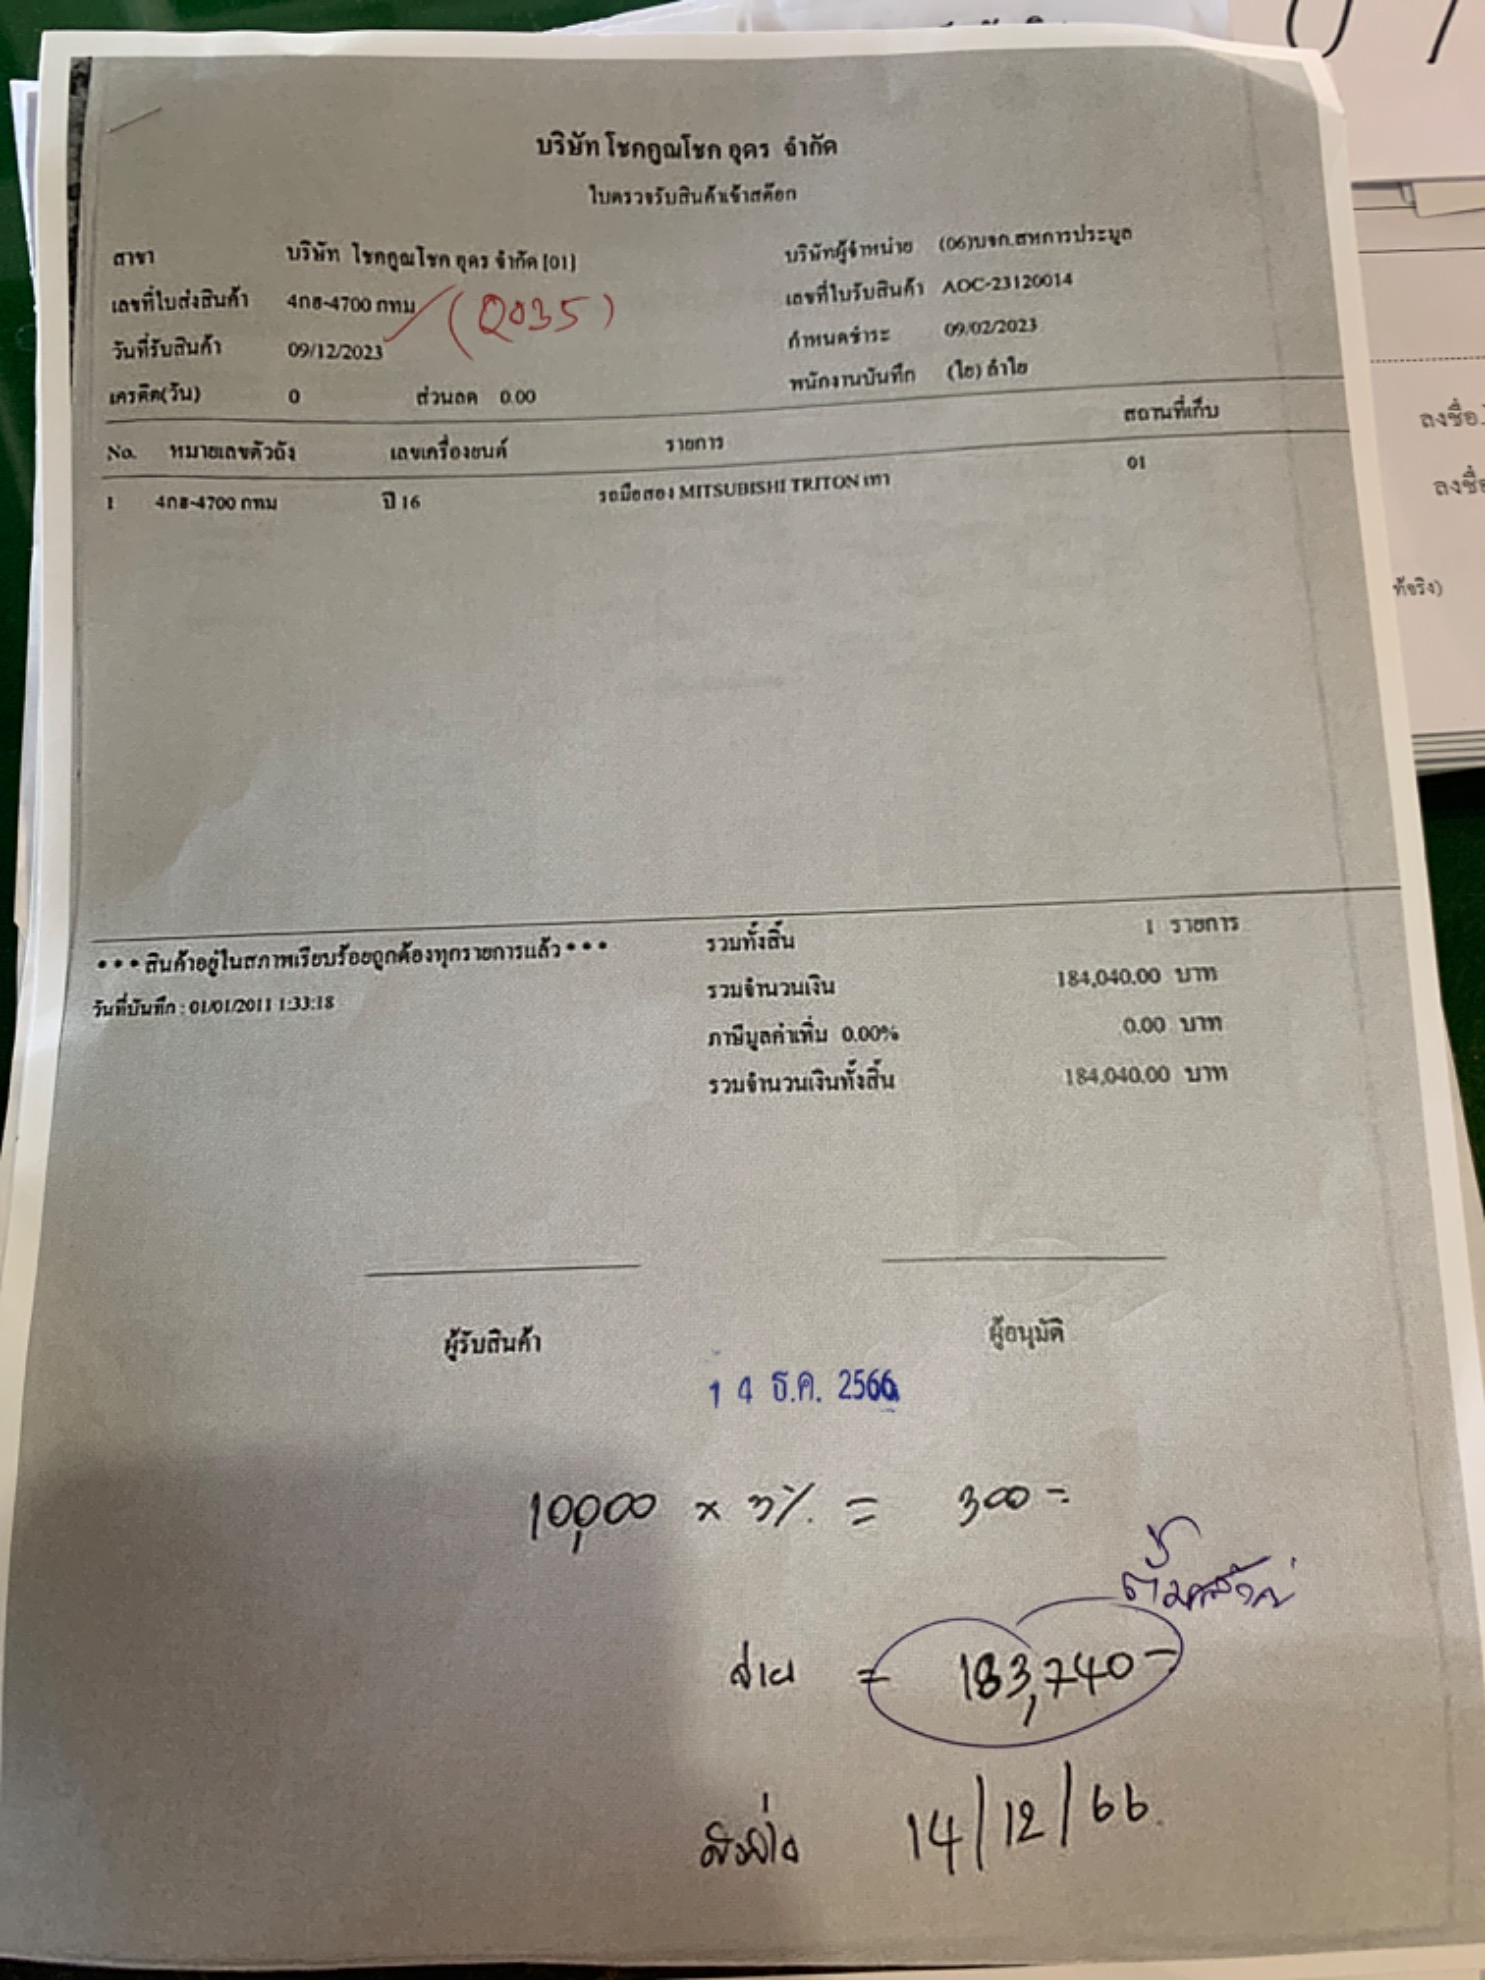 บริษัท โชคคูณโชค อุดร จำกัด
ใบตรวจรับสินค้าเข้าสต๊อก
สาขา บริษัท โชคคูณโชค อุดร จำกัด [01] บริษัทผู้จำหน่าย (06)บจก.สหการประมูล
เลขที่ใบส่งสินค้า 4กฮ-4700 กทม (Q035) เลขที่ใบรับสินค้า AOC-23120014
วันที่รับสินค้า 09/12/2023 กำหนดชำระ 09/02/2023
เครดิต(วัน) 0 ส่วนลด 0.00 พนักงานบันทึก (ไอ) ลำไย
No. หมายเลขตัวถัง เลขเครื่องยนต์ รายการ สถานที่เก็บ
1 4กฮ-4700 กทม ปี 16 รถมือสอง MITSUBISHI TRITON เทา 01
***สินค้าอยู่ในสภาพเรียบร้อยถูกต้องทุกรายการแล้ว*** รวมทั้งสิ้น 1 รายการ
วันที่บันทึก : 01/01/2011 1:33:18 รวมจำนวนเงิน 184,040.00 บาท
ภาษีมูลค่าเพิ่ม 0.00% 0.00 บาท
รวมจำนวนเงินทั้งสิ้น 184,040.00 บาท
ผู้รับสินค้า ผู้อนุมัติ
14 ธ.ค. 2566
10,000 × 3% = 300-
จ่าย = 183,740-
14/12/66
ลงชื่อ
ลงชื่อ
ท้จริง)